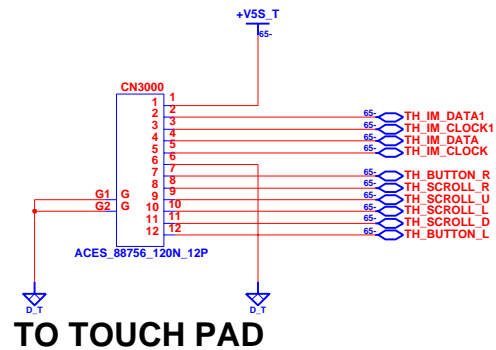 +V5S_T
65-
CN3000
1 1
2 2 65- TH_IM_DATA1
3 3 65- TH_IM_CLOCK1
4 4 65- TH_IM_DATA
5 5 65- TH_IM_CLOCK
6 6
7 7 65- TH_BUTTON_R
8 8 65- TH_SCROLL_R
G1 G 9 9 65- TH_SCROLL_U
G2 G 10 10 65- TH_SCROLL_L
11 11 65- TH_SCROLL_D
12 12 65- TH_BUTTON_L
ACES_88756_120N_12P
D_T D_T
TO TOUCH PAD